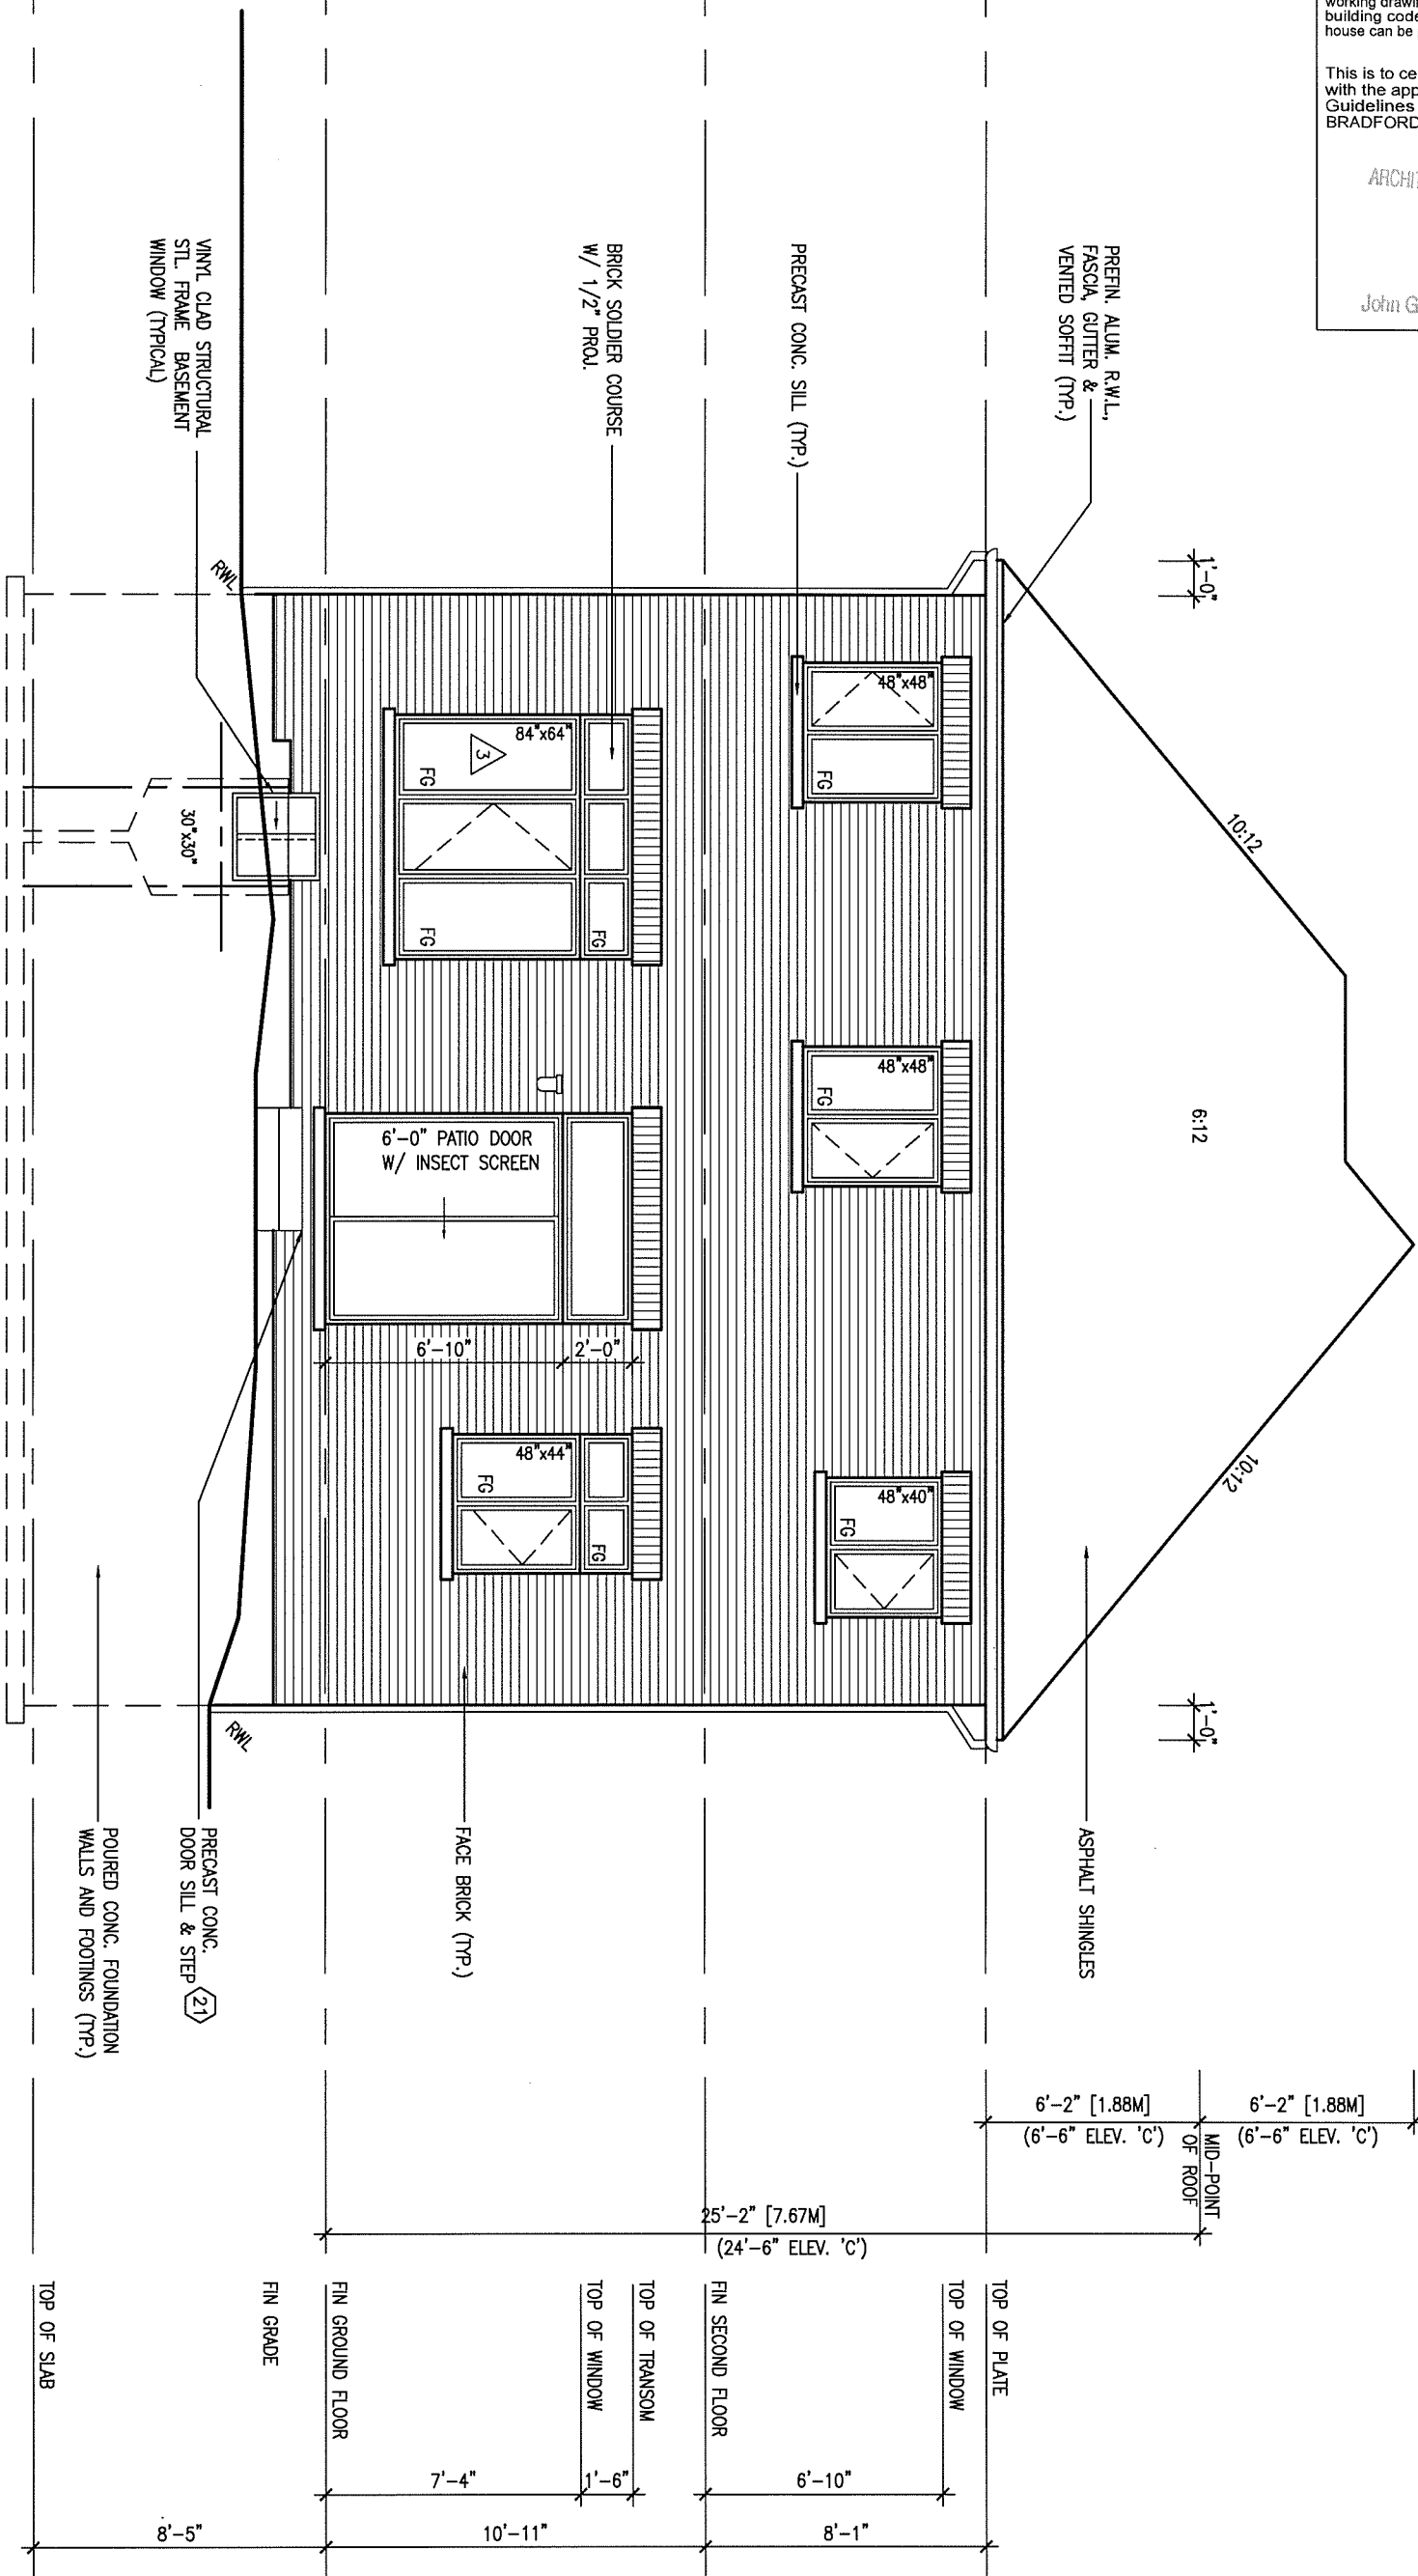 working drawi
building code
house can be
This is to ce
with the app
Guidelines
BRADFORD
ARCHI
John G
PREFIN. ALUM. R.W.L.,
FASCIA, GUTTER &
VENTED SOFFIT (TYP.)
PRECAST CONC. SILL (TYP.)
BRICK SOLDIER COURSE
W/ 1/2" PROJ.
VINYL CLAD STRUCTURAL
STL. FRAME BASEMENT
WINDOW (TYPICAL)
1'-0"
10:12
6:12
10:12
1'-0"
48"x48"
FG
48"x48"
FG
48"x40"
FG
84"x64"
3
FG
FG
FG
6'-0" PATIO DOOR
W/ INSECT SCREEN
6'-10"
2'-0"
48"x44"
FG
FG
30"x30"
RWL
RWL
ASPHALT SHINGLES
FACE BRICK (TYP.)
PRECAST CONC.
DOOR SILL & STEP
21
POURED CONC. FOUNDATION
WALLS AND FOOTINGS (TYP.)
6'-2" [1.88M]
(6'-6" ELEV. 'C')
MID-POINT
OF ROOF
6'-2" [1.88M]
(6'-6" ELEV. 'C')
25'-2" [7.67M]
(24'-6" ELEV. 'C')
TOP OF PLATE
TOP OF WINDOW
FIN SECOND FLOOR
TOP OF TRANSOM
TOP OF WINDOW
FIN GROUND FLOOR
FIN GRADE
TOP OF SLAB
6'-10"
1'-6"
7'-4"
8'-1"
10'-11"
8'-5"